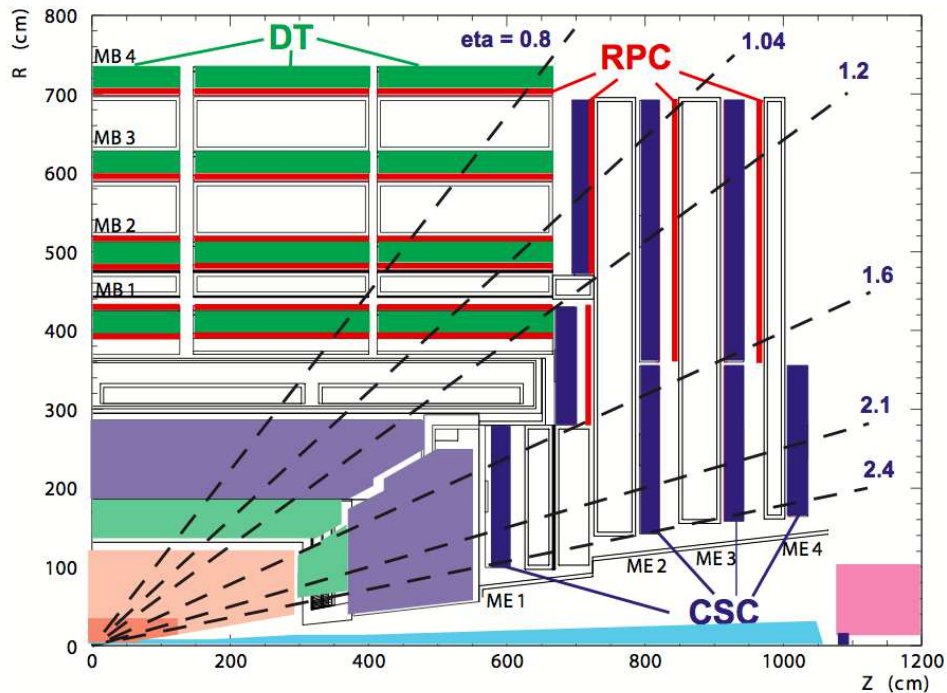 R (cm)
800
700
600
500
400
300
200
100
0
MB 4
MB 3
MB 2
MB 1
DT
eta = 0.8
1.04
RPC
1.2
1.6
2.1
2.4
ME 1
ME 2
ME 3
ME 4
CSC
0
200
400
600
800
1000
1200
Z (cm)